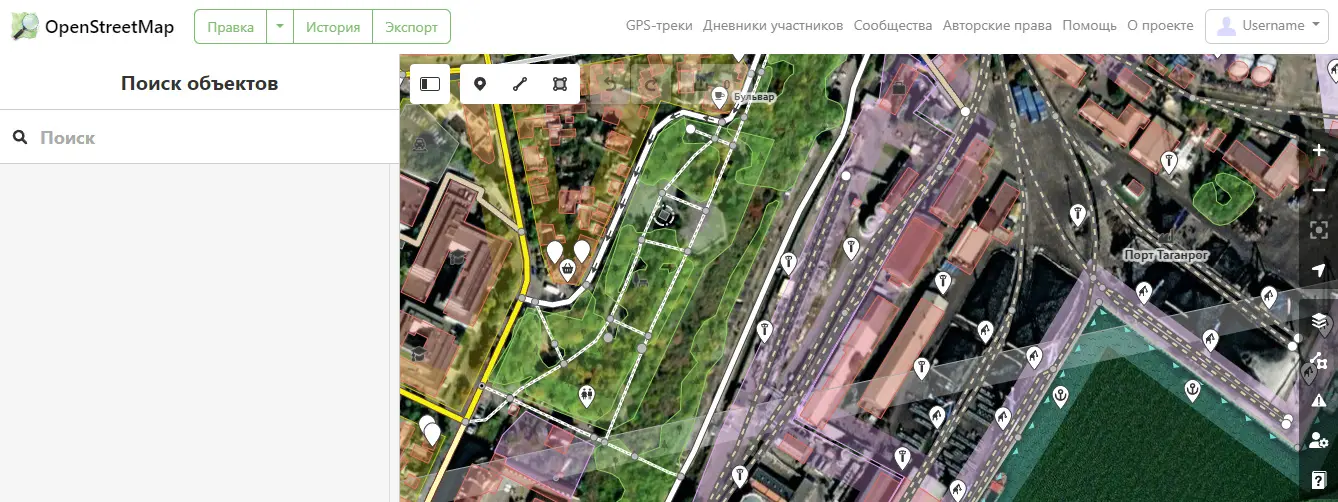 OpenStreetMap
Правка
История
Экспорт
GPS-треки
Дневники участников
Сообщества
Авторские права
Помощь
О проекте
Username
Поиск объектов
Поиск
0
Бульвар
Порт Таганрог